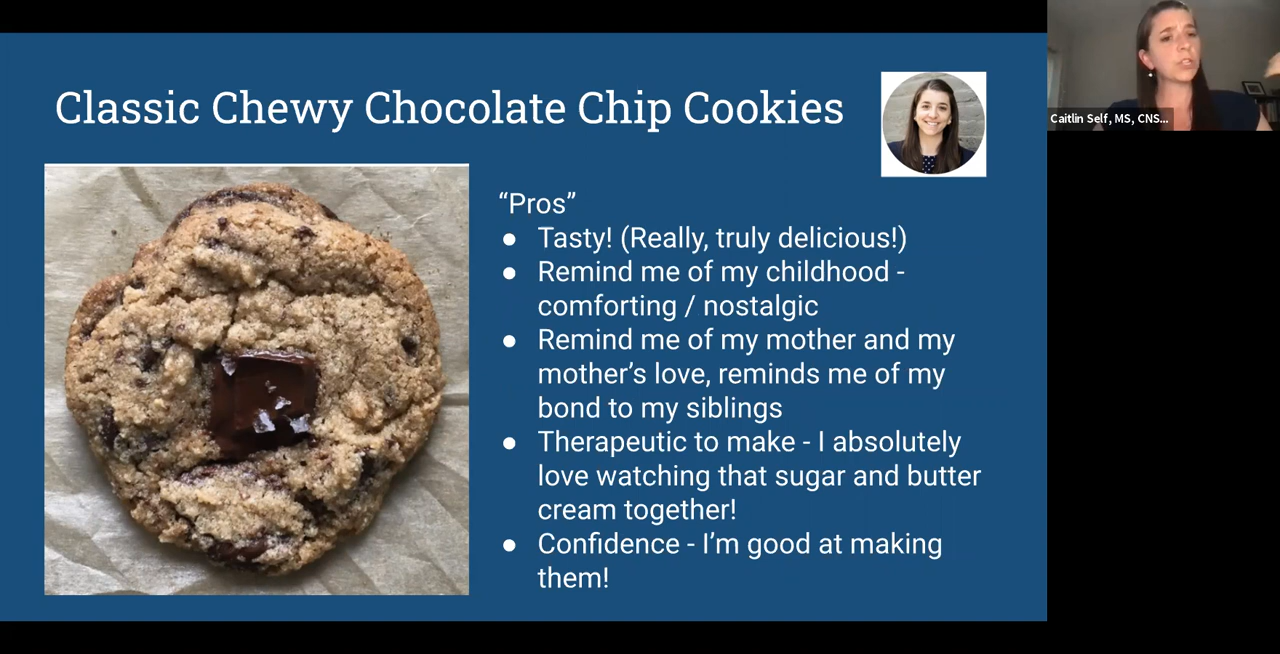 Classic Chewy Chocolate Chip Cookies
Caitlin Self, MS, CNS...
“Pros”
● Tasty! (Really, truly delicious!)
● Remind me of my childhood -
comforting / nostalgic
● Remind me of my mother and my
mother’s love, reminds me of my
bond to my siblings
● Therapeutic to make - I absolutely
love watching that sugar and butter
cream together!
● Confidence - I’m good at making
them!